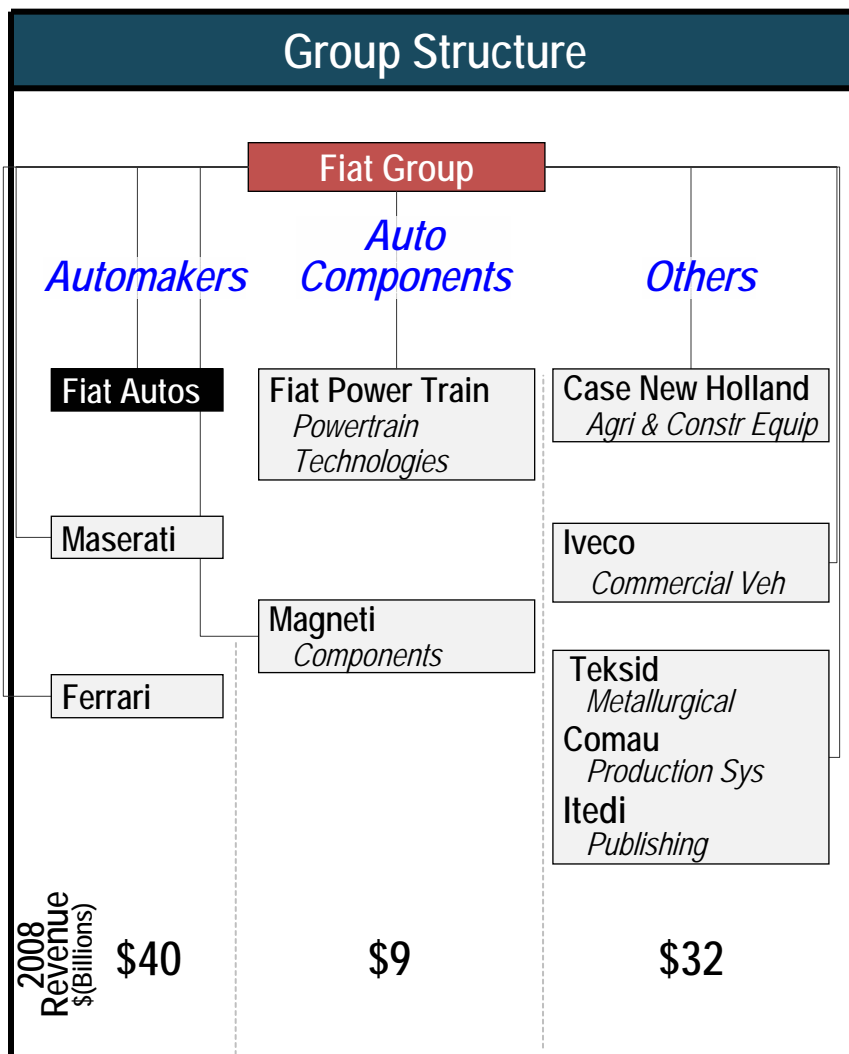 Group Structure
Fiat Group
Automakers
Auto
Components
Others
Fiat Autos
Maserati
Ferrari
Fiat Power Train
Powertrain
Technologies
Magneti
Components
Case New Holland
Agri & Constr Equip
Iveco
Commercial Veh
Teksid
Metallurgical
Comau
Production Sys
Itedi
Publishing
2008
Revenue
$(Billions)
$40
$9
$32